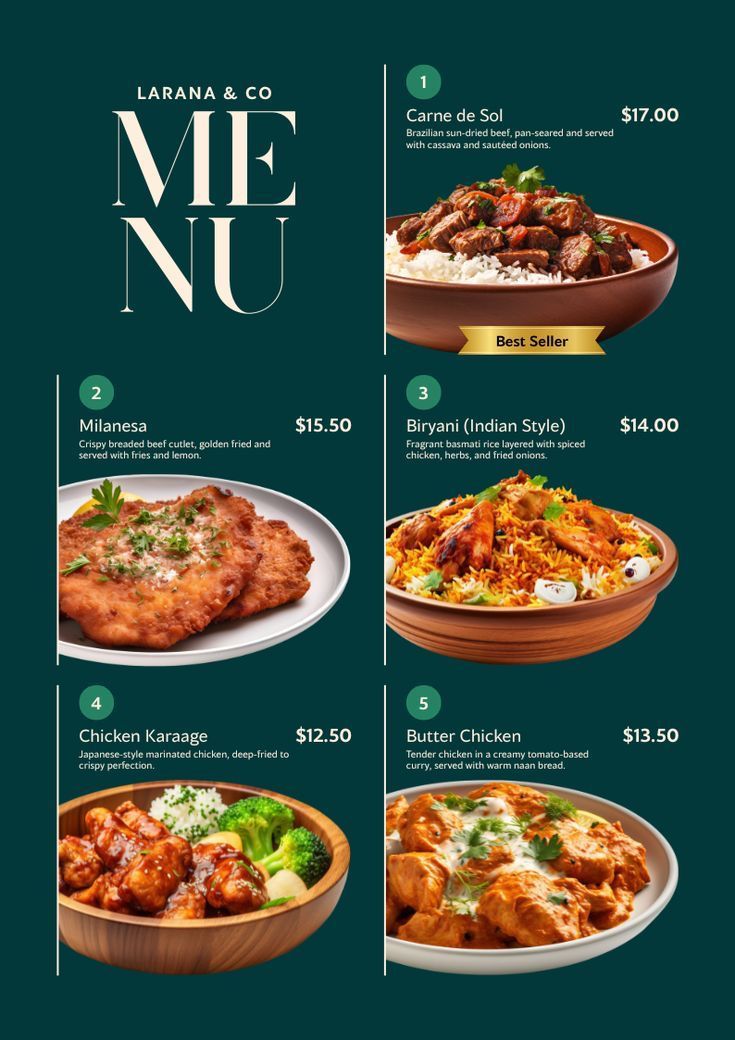 LARANA & CO
ME
NU
1
Carne de Sol $17.00
Brazilian sun-dried beef, pan-seared and served
with cassava and sautéed onions.
Best Seller
2
Milanesa $15.50
Crispy breaded beef cutlet, golden fried and
served with fries and lemon.
3
Biryani (Indian Style) $14.00
Fragrant basmati rice layered with spiced
chicken, herbs, and fried onions.
4
Chicken Karaage $12.50
Japanese-style marinated chicken, deep-fried to
crispy perfection.
5
Butter Chicken $13.50
Tender chicken in a creamy tomato-based
curry, served with warm naan bread.